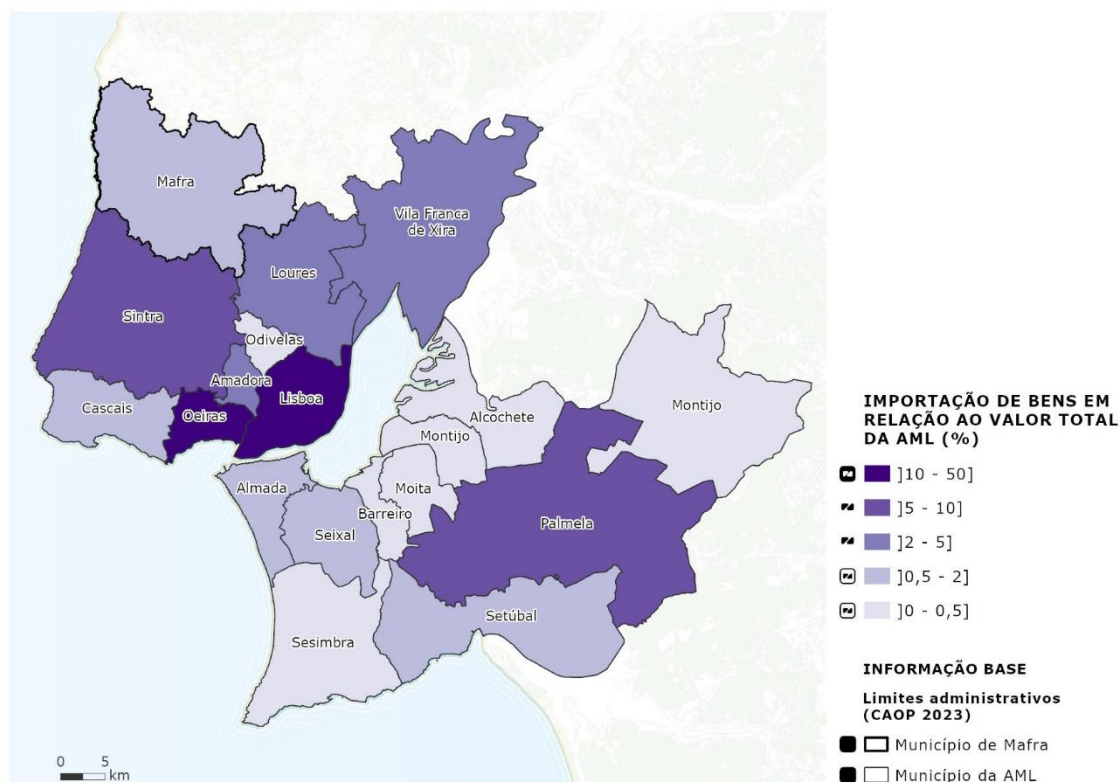 Mafra
Vila Franca
de Xira
Loures
Sintra
Odivelas
Amadora
Lisboa
Cascais
Oeiras
Alcochete
Montijo
Montijo
Almada
Moita
Barreiro
Seixal
Palmela
Setúbal
Sesimbra
0 5
km
IMPORTAÇÃO DE BENS EM
RELAÇÃO AO VALOR TOTAL
DA AML (%)
]10 - 50]
]5 - 10]
]2 - 5]
]0,5 - 2]
]0 - 0,5]
INFORMAÇÃO BASE
Limites administrativos
(CAOP 2023)
Município de Mafra
Município da AML